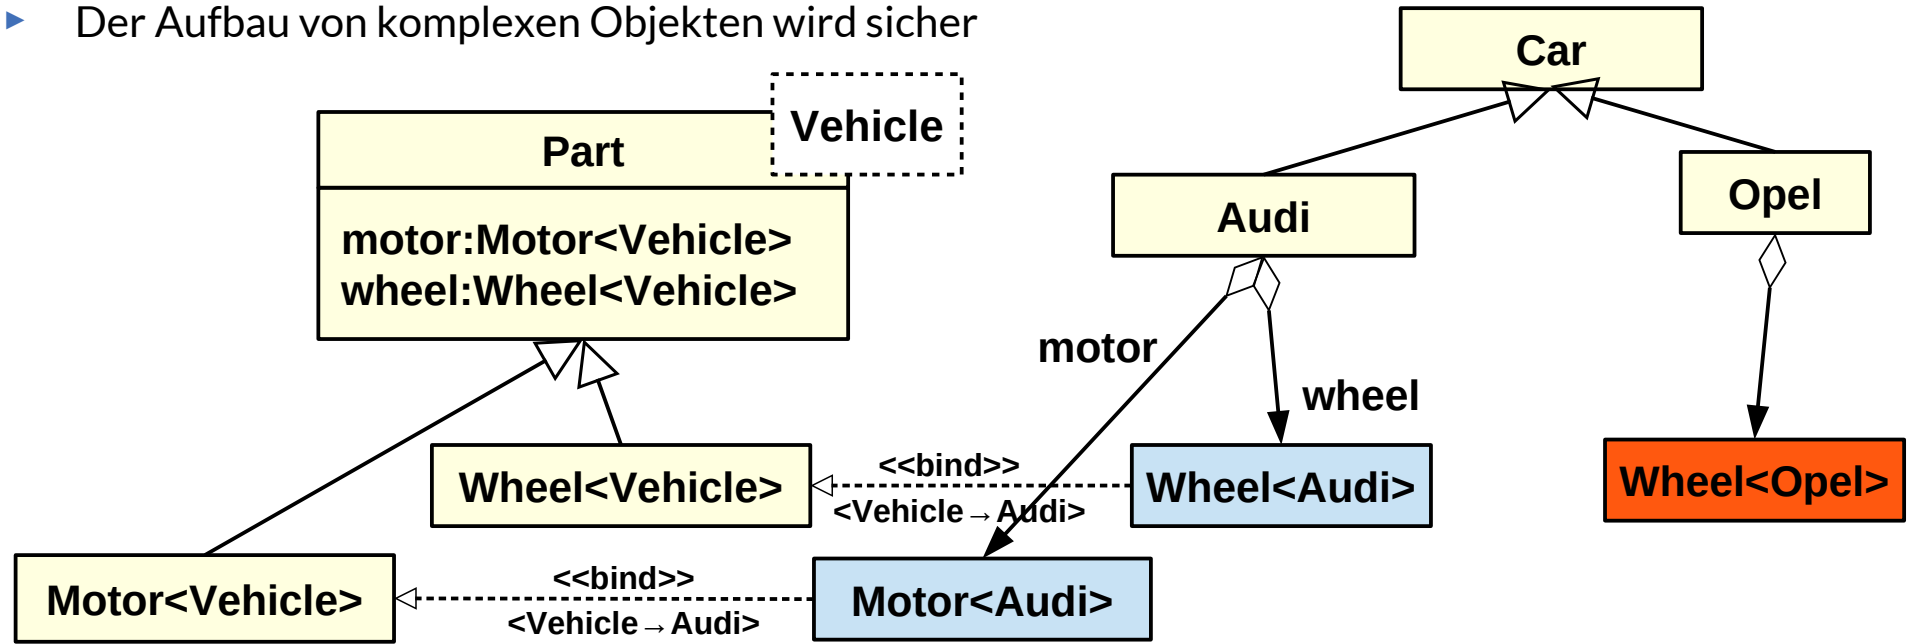 ► Der Aufbau von komplexen Objekten wird sicher
Car
Vehicle
Part
motor:Motor<Vehicle>
wheel:Wheel<Vehicle>
Audi
Opel
motor
wheel
Wheel<Vehicle>
<<bind>>
<Vehicle→Audi>
Wheel<Audi>
Wheel<Opel>
Motor<Vehicle>
<<bind>>
<Vehicle→Audi>
Motor<Audi>